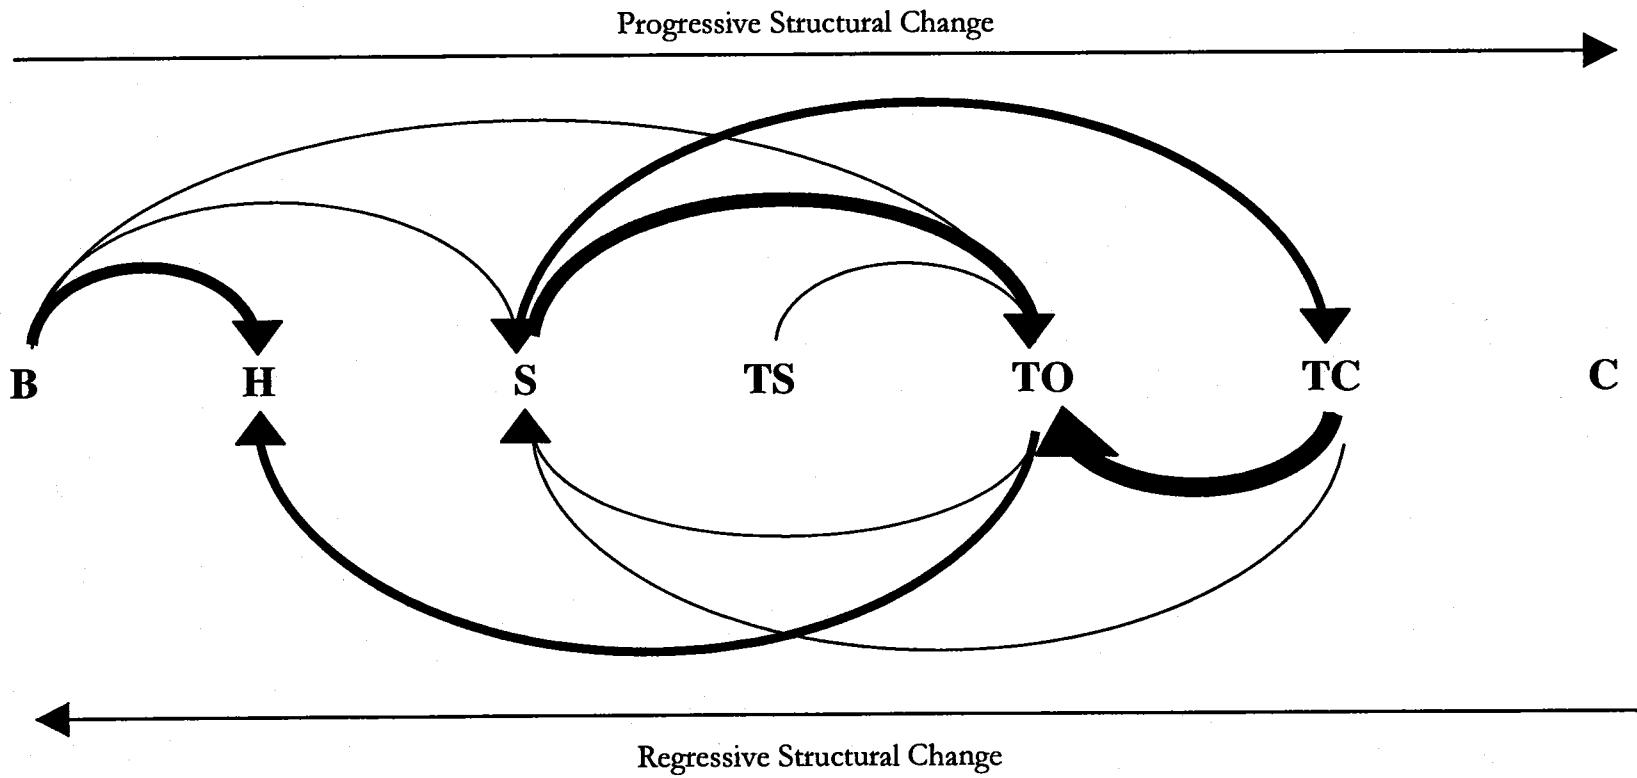 Progressive Structural Change
B H S TS TO TC C
Regressive Structural Change